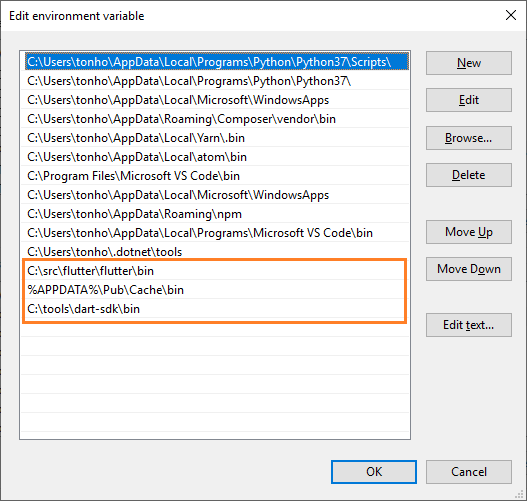 Edit environment variable
C:\Users\tonho\AppData\Local\Programs\Python\Python37\Scripts\
C:\Users\tonho\AppData\Local\Programs\Python\Python37\
C:\Users\tonho\AppData\Local\Microsoft\WindowsApps
C:\Users\tonho\AppData\Roaming\Composer\vendor\bin
C:\Users\tonho\AppData\Local\Yarn\.bin
C:\Users\tonho\AppData\Local\atom\bin
C:\Program Files\Microsoft VS Code\bin
C:\Users\tonho\AppData\Local\Microsoft\WindowsApps
C:\Users\tonho\AppData\Roaming\npm
C:\Users\tonho\AppData\Local\Programs\Microsoft VS Code\bin
C:\Users\tonho\.dotnet\tools
C:\src\flutter\flutter\bin
%APPDATA%\Pub\Cache\bin
C:\tools\dart-sdk\bin
New
Edit
Browse...
Delete
Move Up
Move Down
Edit text...
OK
Cancel